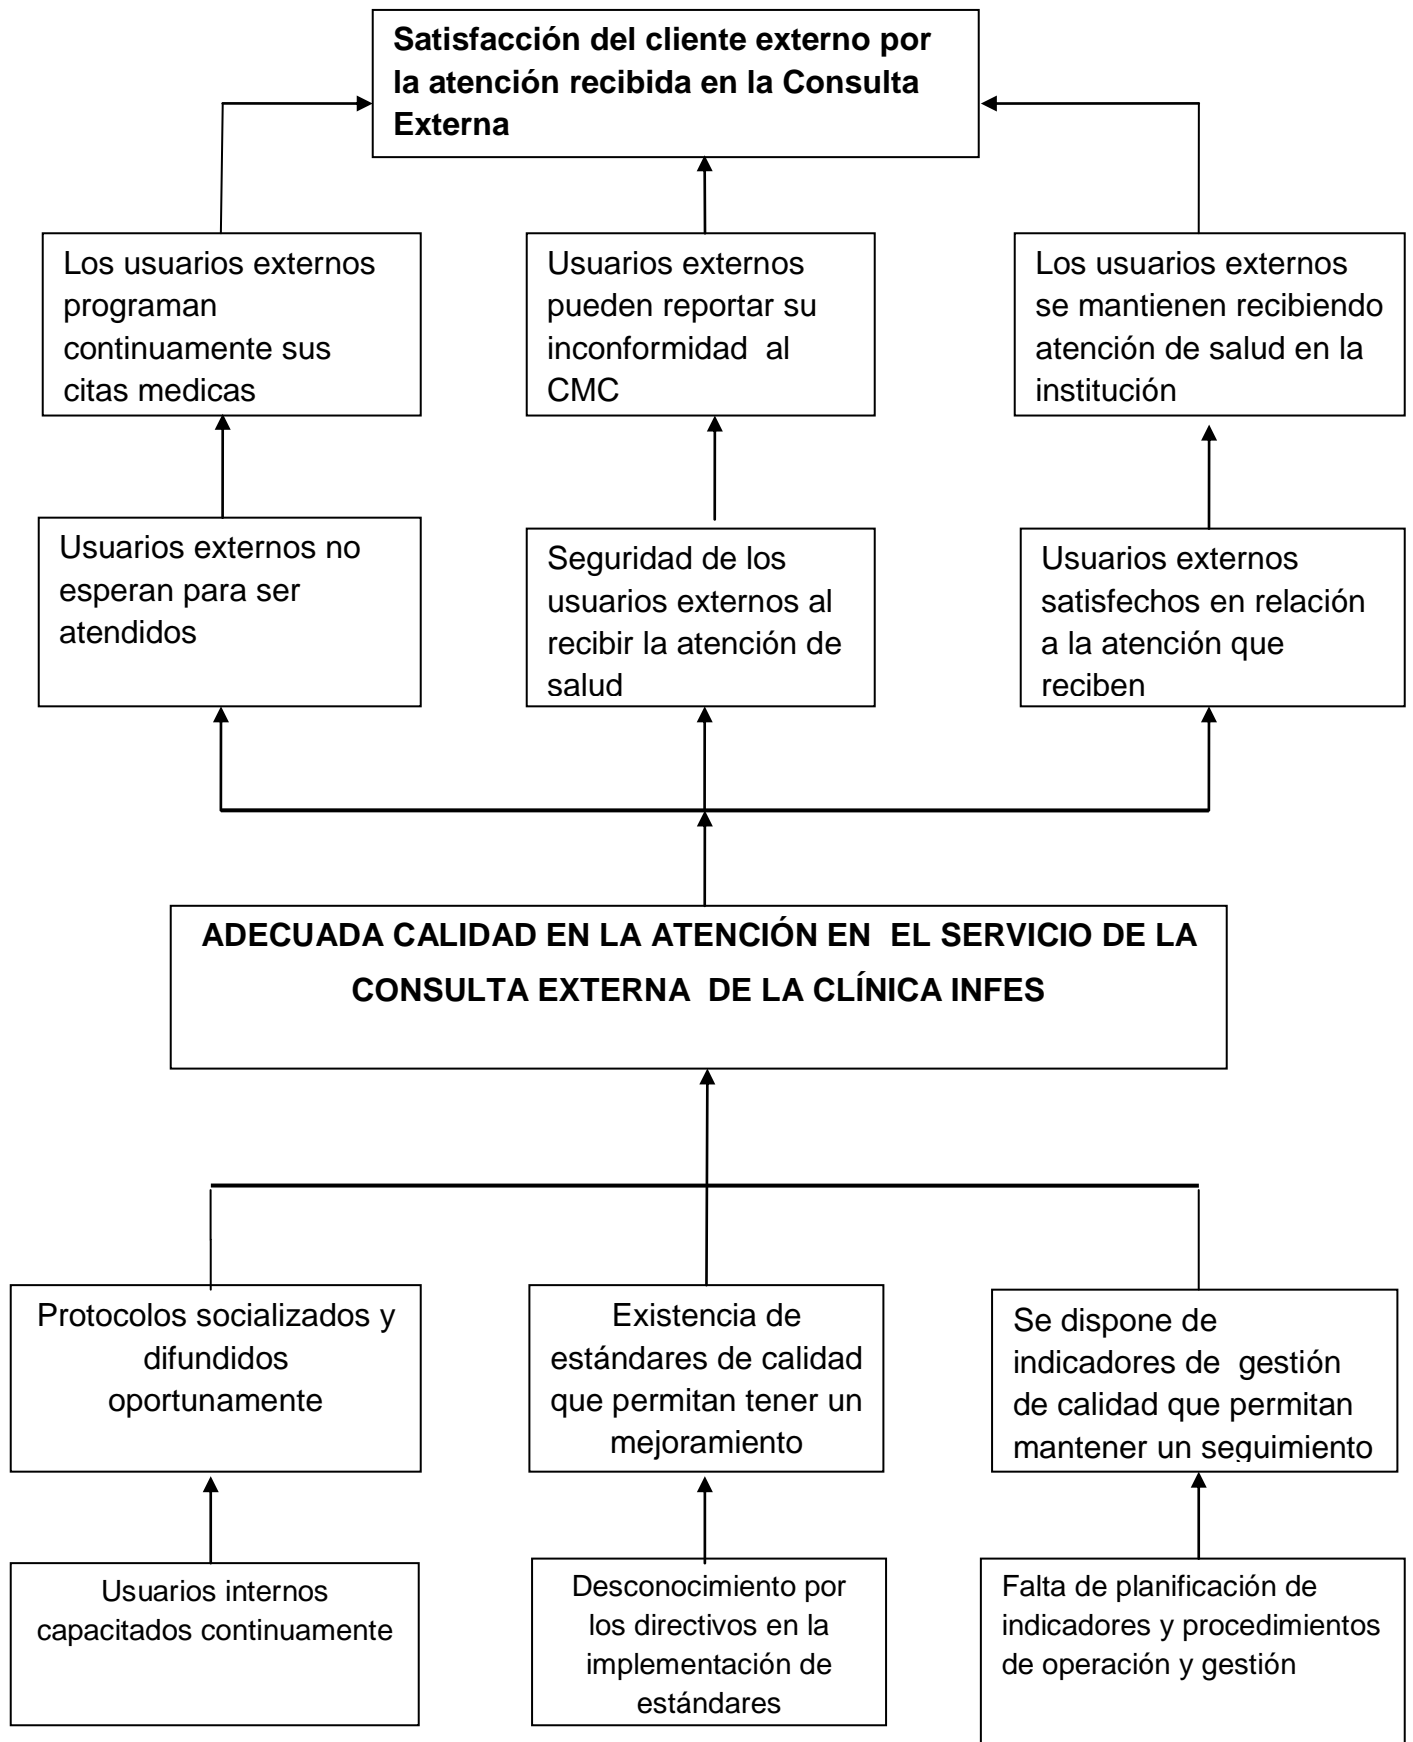 Satisfacción del cliente externo por
la atención recibida en la Consulta
Externa
Los usuarios externos
programan
continuamente sus
citas medicas
Usuarios externos
pueden reportar su
inconformidad al
CMC
Los usuarios externos
se mantienen recibiendo
atención de salud en la
institución
Usuarios externos no
esperan para ser
atendidos
Seguridad de los
usuarios externos al
recibir la atención de
salud
Usuarios externos
satisfechos en relación
a la atención que
reciben
ADECUADA CALIDAD EN LA ATENCIÓN EN EL SERVICIO DE LA
CONSULTA EXTERNA DE LA CLÍNICA INFES
Protocolos socializados y
difundidos
oportunamente
Existencia de
estándares de calidad
que permitan tener un
mejoramiento
Se dispone de
indicadores de gestión
de calidad que permitan
mantener un seguimiento
Usuarios internos
capacitados continuamente
Desconocimiento por
los directivos en la
implementación de
estándares
Falta de planificación de
indicadores y procedimientos
de operación y gestión